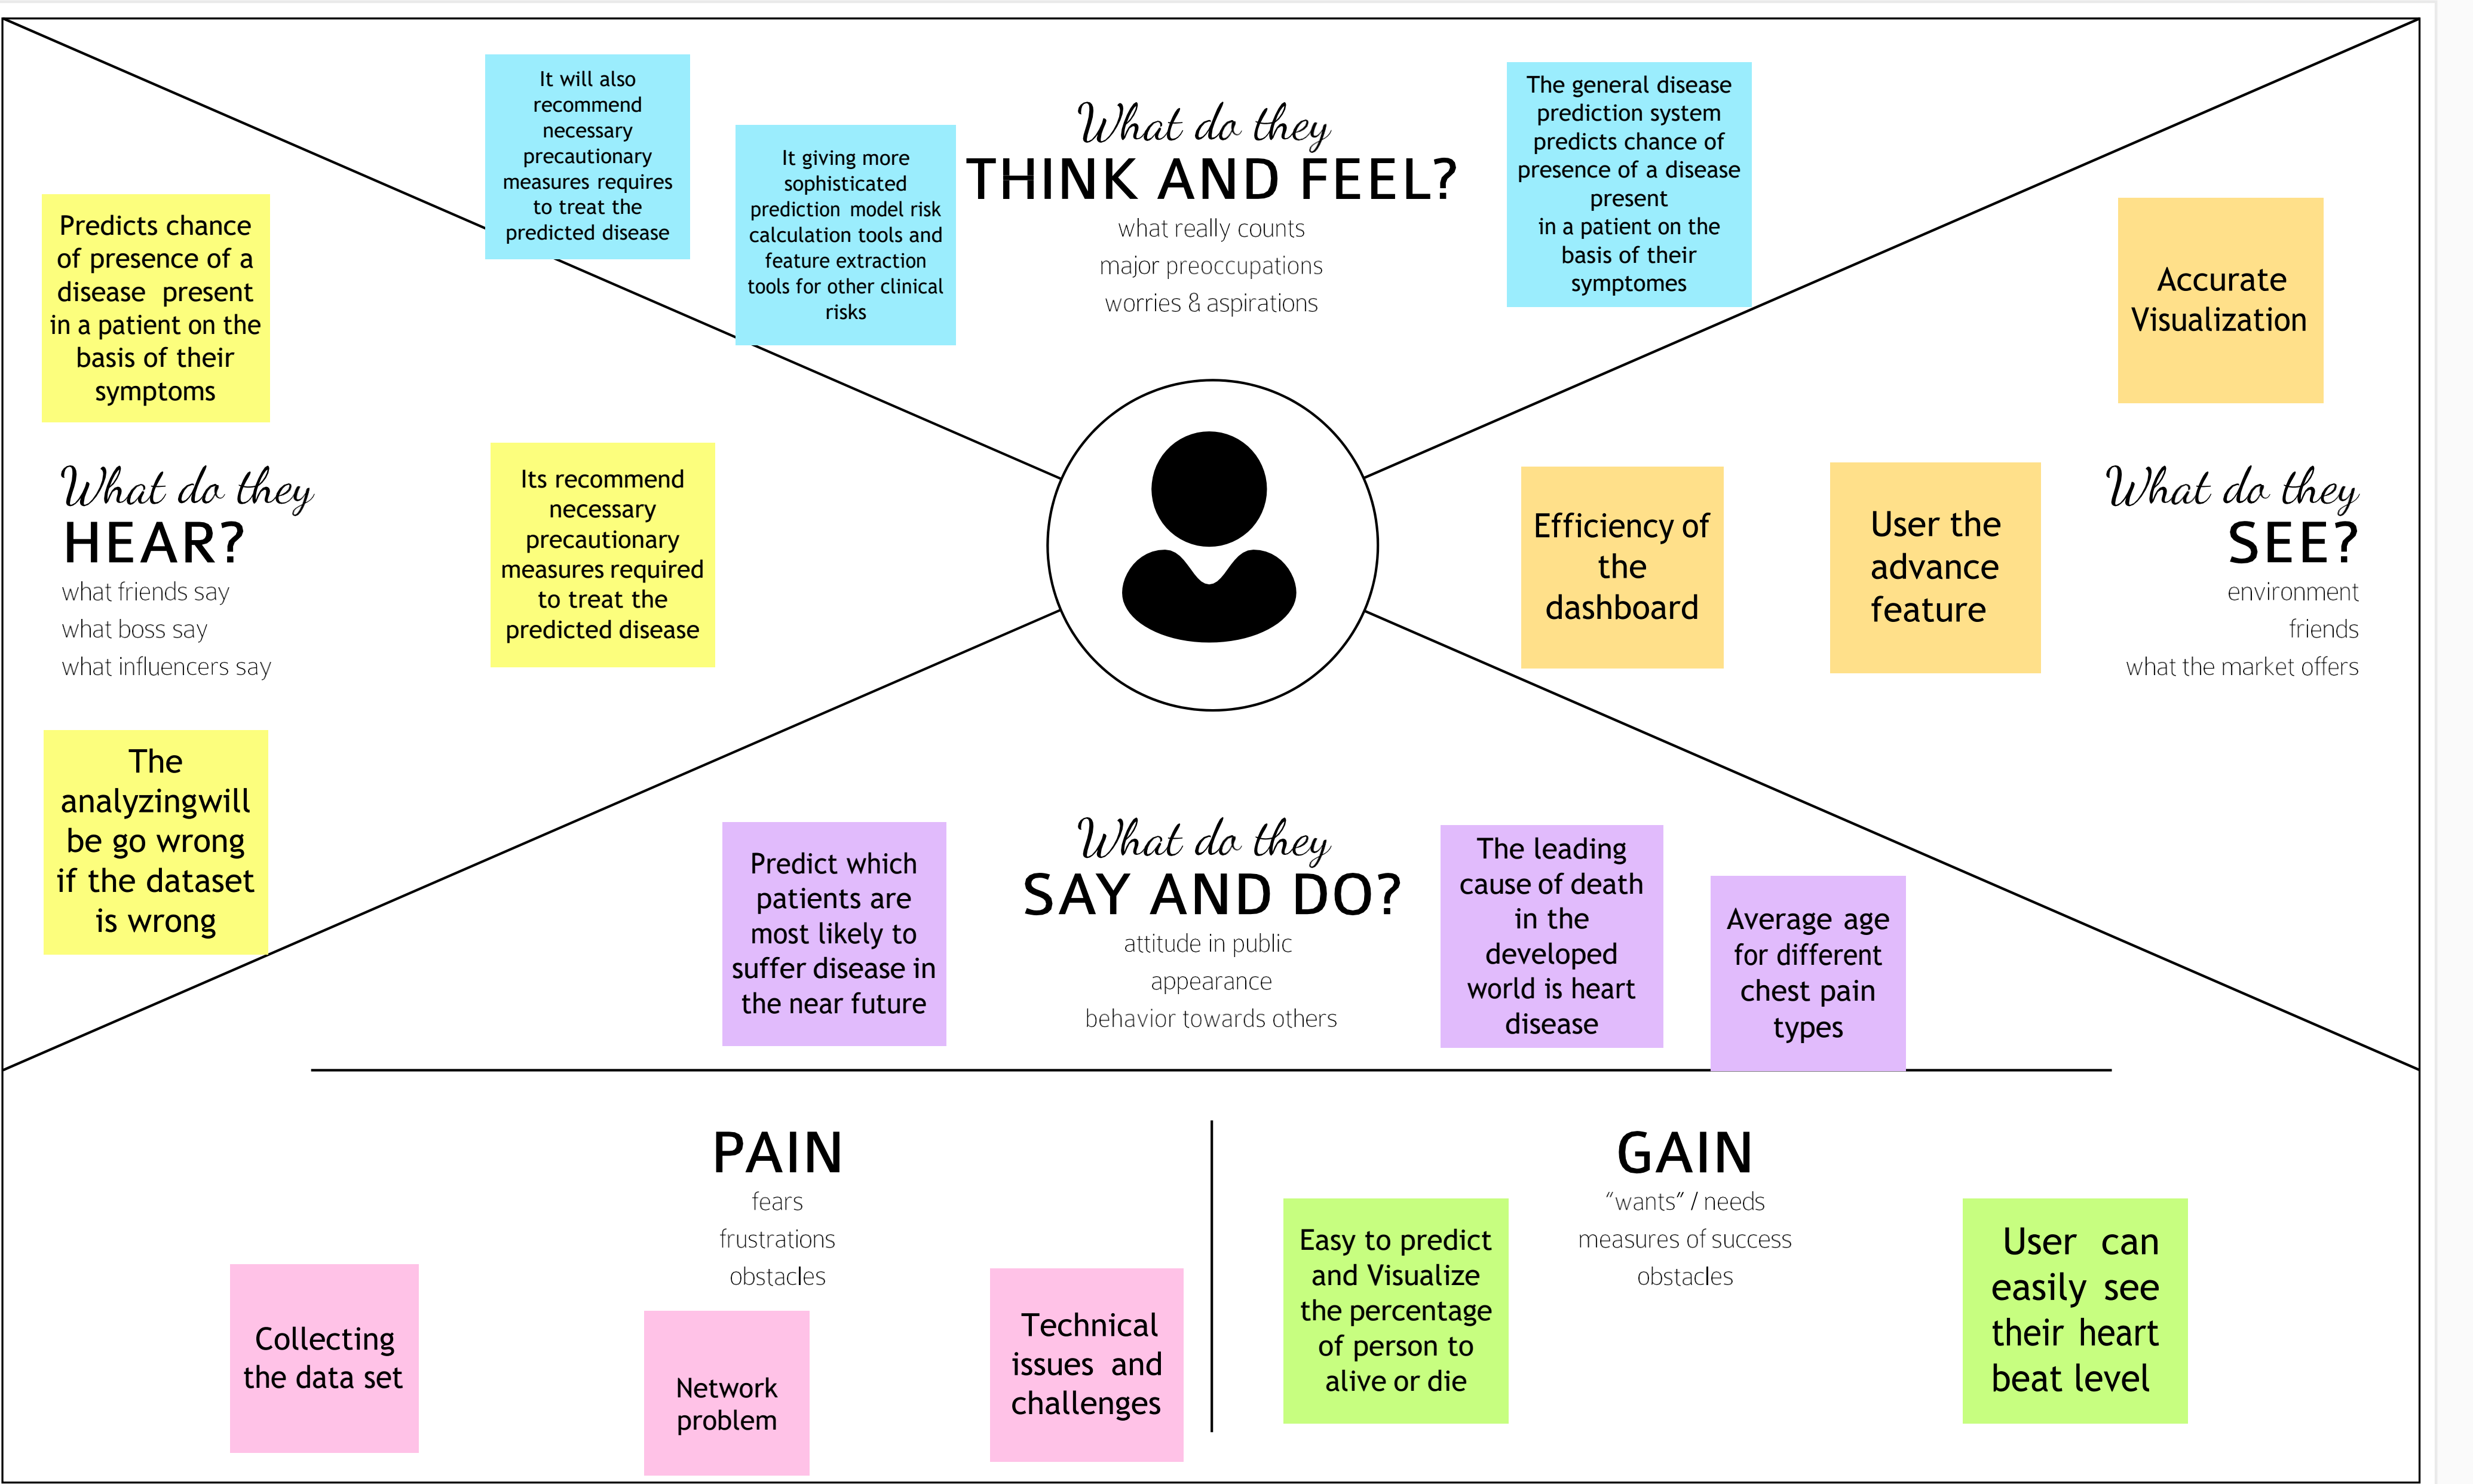 It will also
recommend
necessary
precautionary
measures requires
to treat the
predicted disease
It giving more
sophisticated
prediction model risk
calculation tools and
feature extraction
tools for other clinical
risks
What do they
THINK AND FEEL?
what really counts
major preoccupations
worries & aspirations
The general disease
prediction system
predicts chance of
presence of a disease
present
in a patient on the
basis of their
symptomes
Predicts chance
of presence of a
disease present
in a patient on the
basis of their
symptoms
What do they
HEAR?
what friends say
what boss say
what influencers say
Its recommend
necessary
precautionary
measures required
to treat the
predicted disease
The
analyzingwill
be go wrong
if the dataset
is wrong
Accurate
Visualization
Efficiency of
the
dashboard
User the
advance
feature
What do they
SEE?
environment
friends
what the market offers
Predict which
patients are
most likely to
suffer disease in
the near future
What do they
SAY AND DO?
attitude in public
appearance
behavior towards others
The leading
cause of death
in the
developed
world is heart
disease
Average age
for different
chest pain
types
PAIN
fears
frustrations
obstacles
Collecting
the data set
Network
problem
Technical
issues and
challenges
GAIN
“wants” / needs
measures of success
obstacles
Easy to predict
and Visualize
the percentage
of person to
alive or die
User can
easily see
their heart
beat level